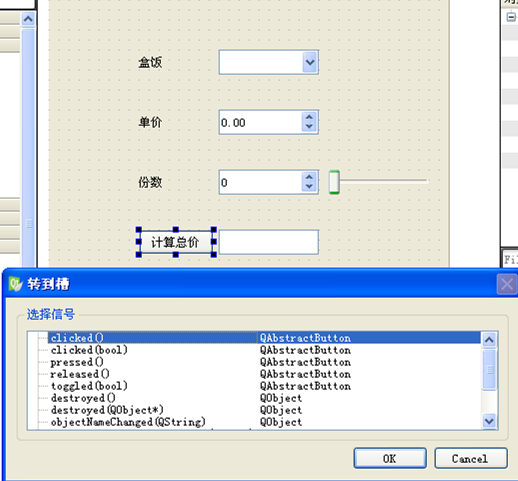 盒饭
单价 0.00
份数 0
计算总价
转到槽
选择信号
clicked() QAbstractButton
clicked(bool) QAbstractButton
pressed() QAbstractButton
released() QAbstractButton
toggled(bool) QAbstractButton
destroyed() QObject
destroyed(QObject*) QObject
objectNameChanged(QString) QObject
OK Cancel